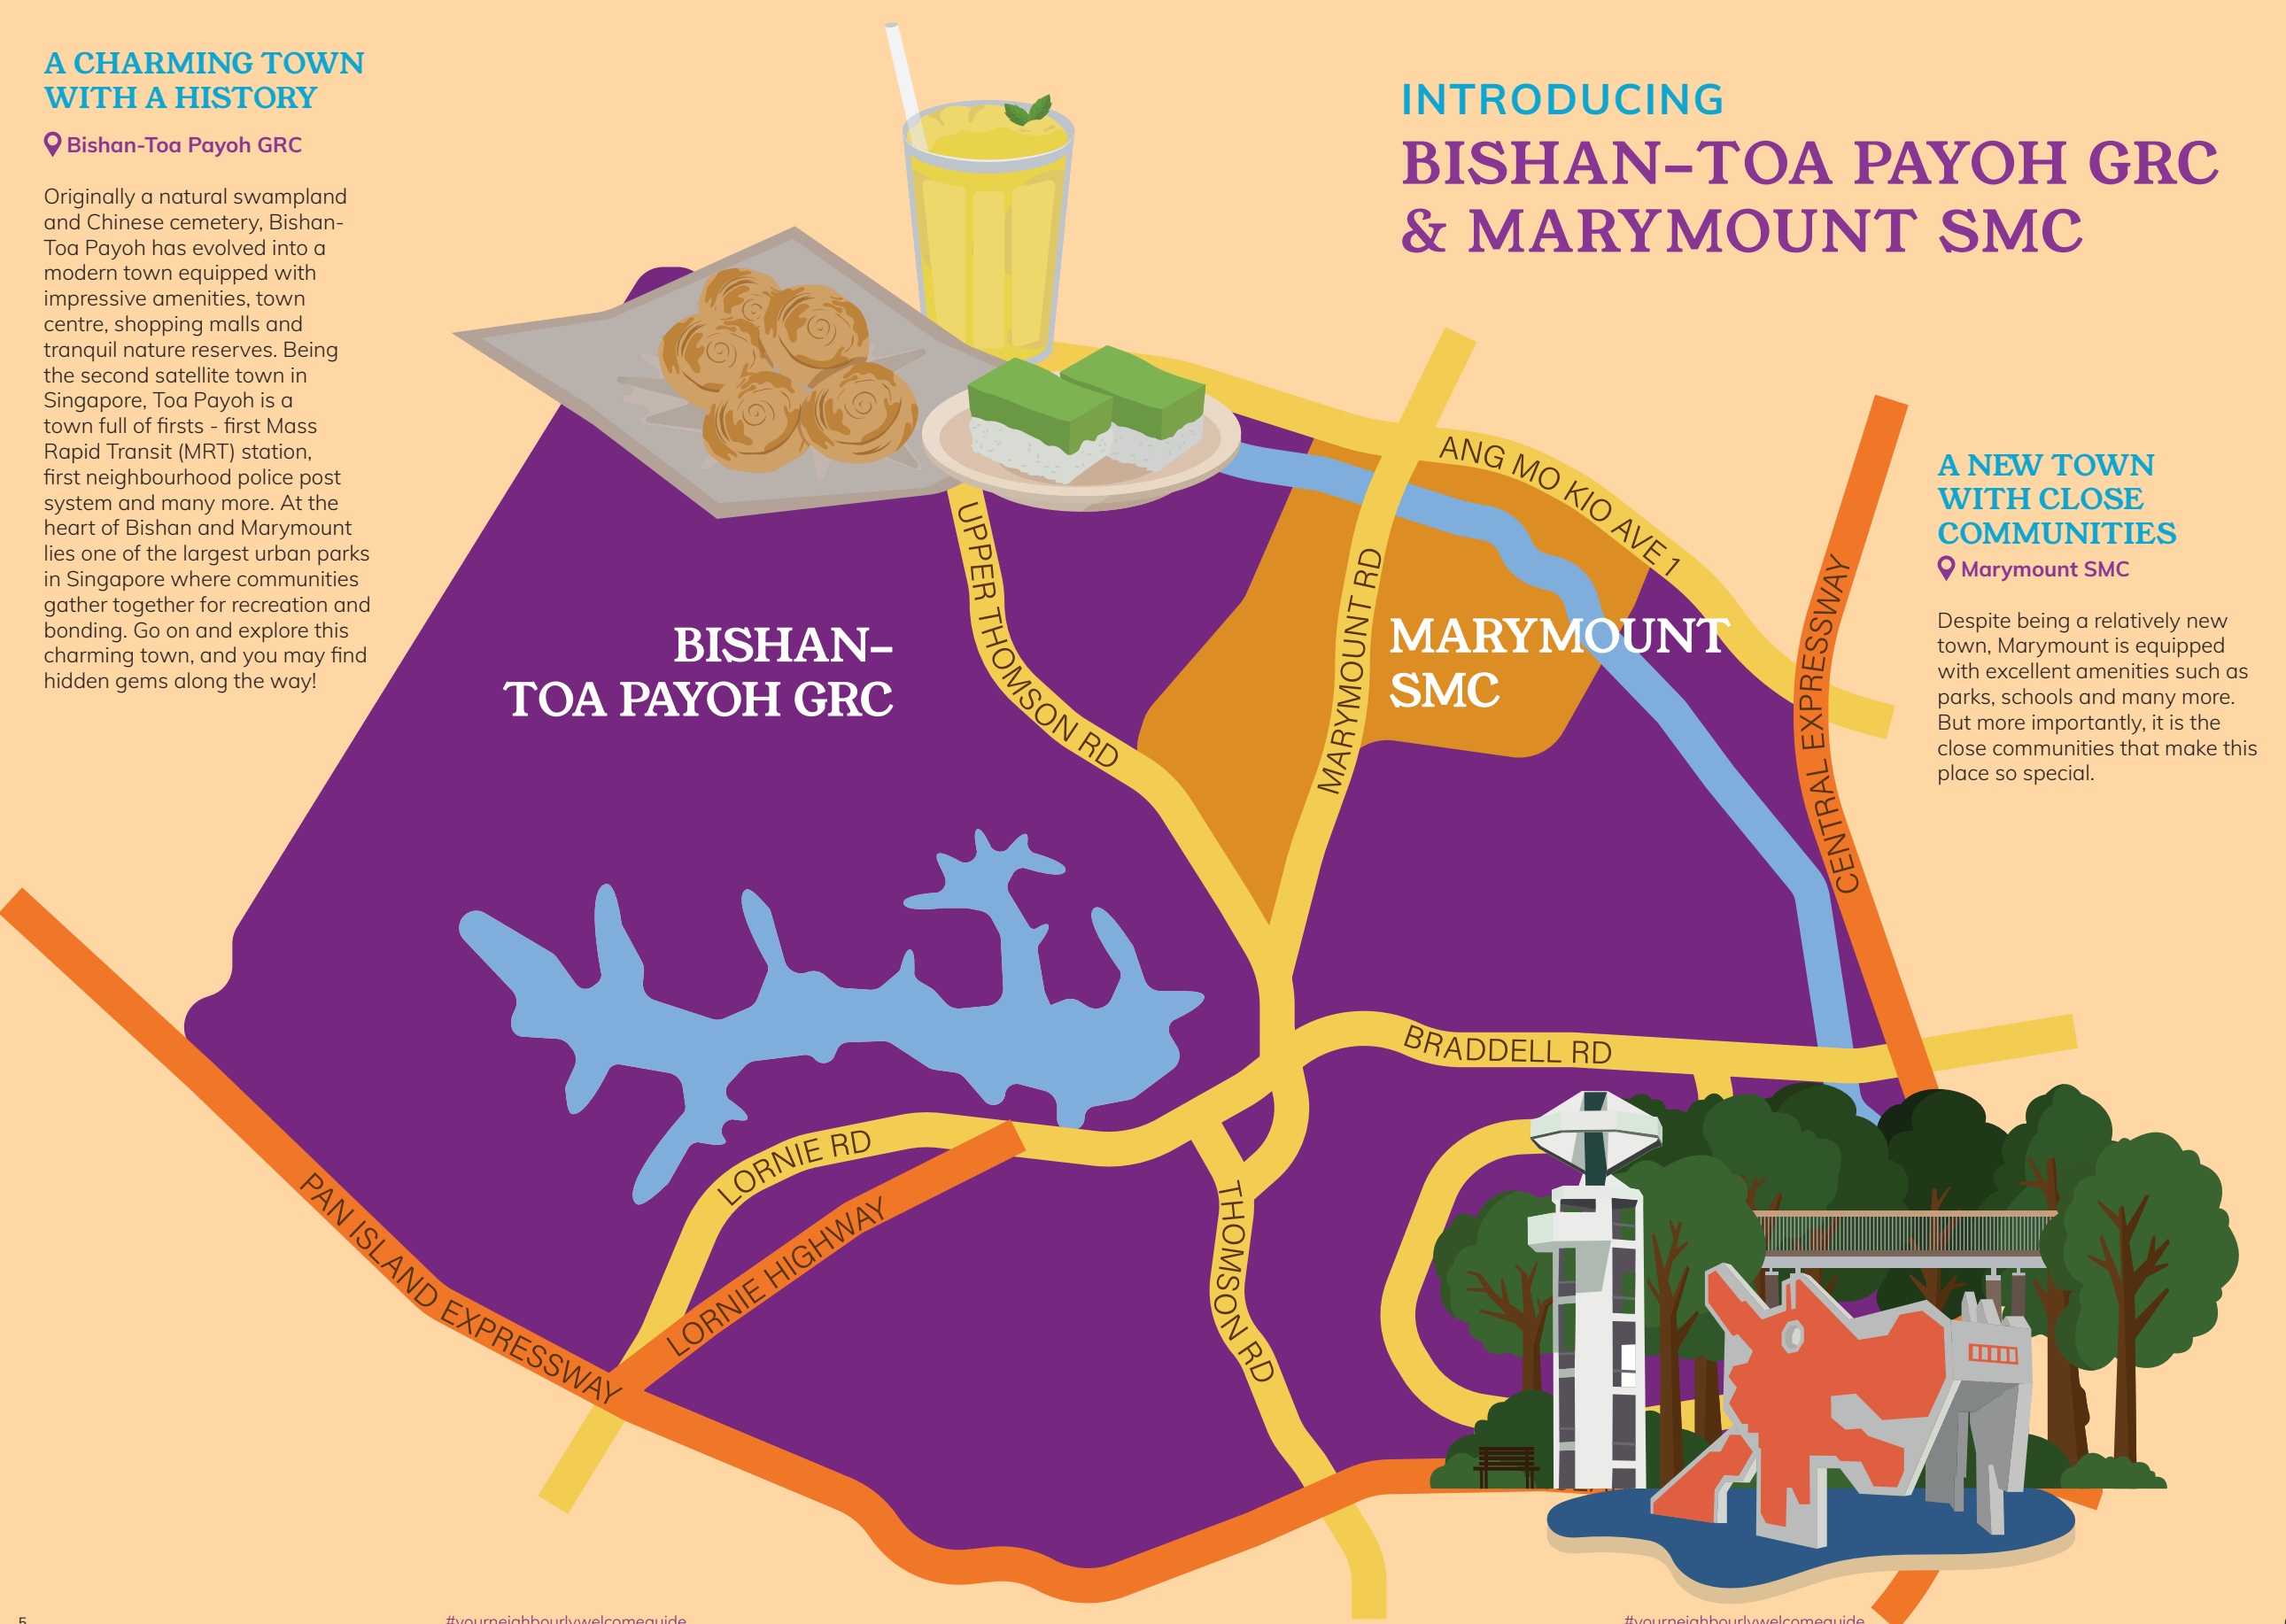 A CHARMING TOWN
WITH A HISTORY
Bishan-Toa Payoh GRC
Originally a natural swampland
and Chinese cemetery, Bishan-
Toa Payoh has evolved into a
modern town equipped with
impressive amenities, town
centre, shopping malls and
tranquil nature reserves. Being
the second satellite town in
Singapore, Toa Payoh is a
town full of firsts - first Mass
Rapid Transit (MRT) station,
first neighbourhood police post
system and many more. At the
heart of Bishan and Marymount
lies one of the largest urban parks
in Singapore where communities
gather together for recreation and
bonding. Go on and explore this
charming town, and you may find
hidden gems along the way!
INTRODUCING
BISHAN-TOA PAYOH GRC
& MARYMOUNT SMC
A NEW TOWN
WITH CLOSE
COMMUNITIES
Marymount SMC
Despite being a relatively new
town, Marymount is equipped
with excellent amenities such as
parks, schools and many more.
But more importantly, it is the
close communities that make this
place so special.
ANG MO KIO AVE 1
UPPER THOMSON RD
MARYMOUNT RD
CENTRAL EXPRESSWAY
BISHAN-
TOA PAYOH GRC
MARYMOUNT
SMC
BRADDELL RD
LORNIE RD
LORNIE HIGHWAY
THOMSON RD
PAN ISLAND EXPRESSWAY
5
#yourneighbourlywelcomeguide
#yourneighbourlywelcomeguide